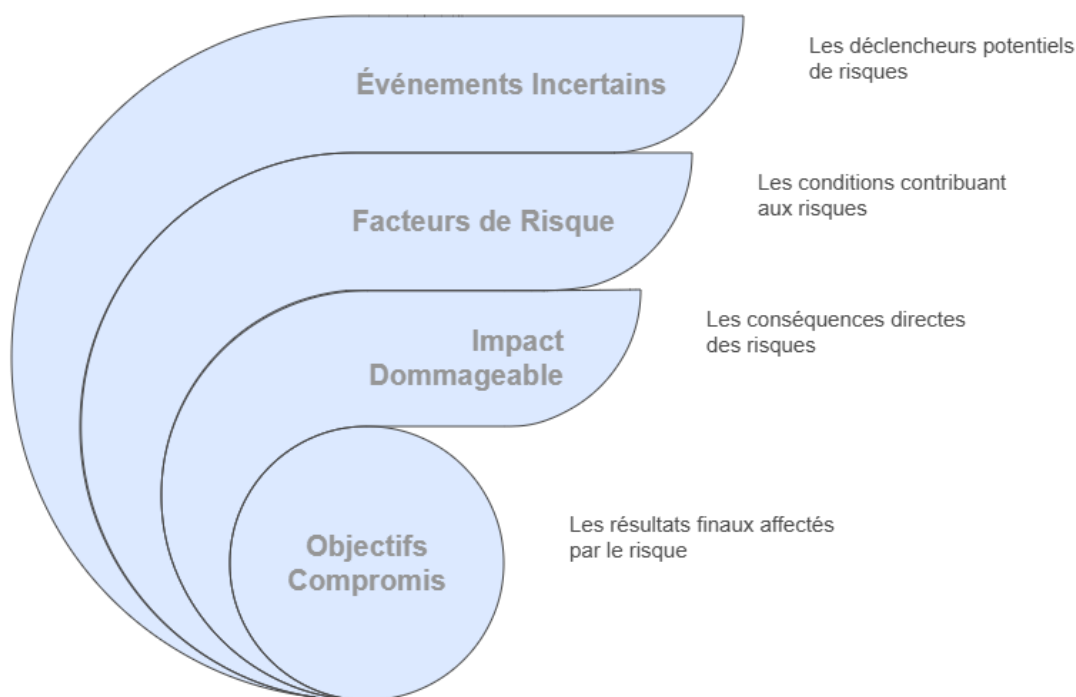 Événements Incertains
Les déclencheurs potentiels
de risques
Facteurs de Risque
Les conditions contribuant
aux risques
Impact
Dommageable
Les conséquences directes
des risques
Objectifs
Compromis
Les résultats finaux affectés
par le risque